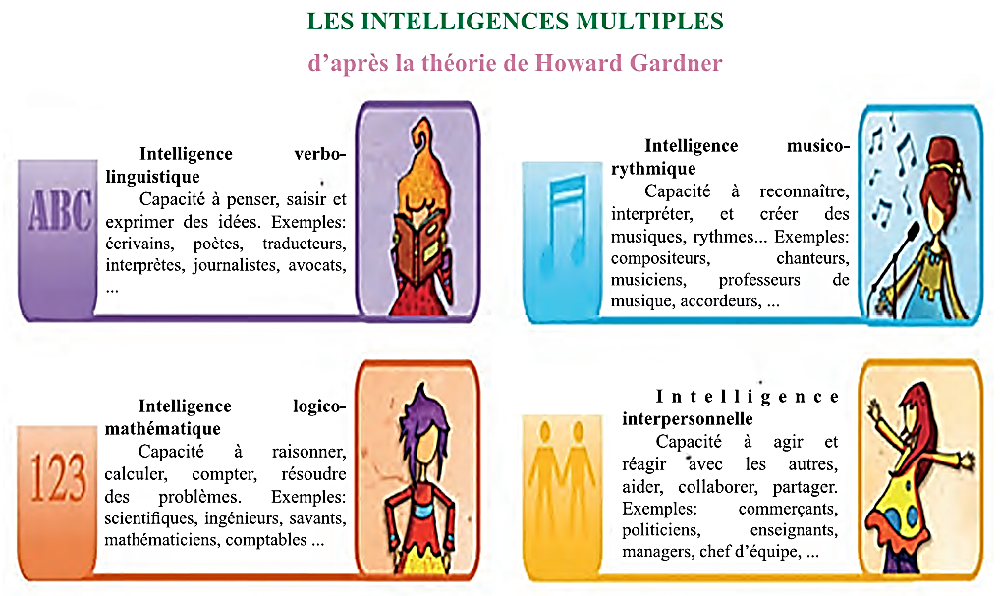 LES INTELLIGENCES MULTIPLES
d’après la théorie de Howard Gardner
ABC
Intelligence verbo-
linguistique
Capacité à penser, saisir et
exprimer des idées. Exemples:
écrivains, poètes, traducteurs,
interprètes, journalistes, avocats,
...
Intelligence musico-
rythmique
Capacité à reconnaître,
interpréter, et créer des
musiques, rythmes... Exemples:
compositeurs, chanteurs,
musiciens, professeurs de
musique, accordeurs, ...
123
Intelligence logico-
mathématique
Capacité à raisonner,
calculer, compter, résoudre
des problèmes. Exemples:
scientifiques, ingénieurs, savants,
mathématiciens, comptables ...
Intelligence
interpersonnelle
Capacité à agir et
réagir avec les autres,
aider, collaborer, partager.
Exemples: commerçants,
politiciens, enseignants,
managers, chef d’équipe, ...